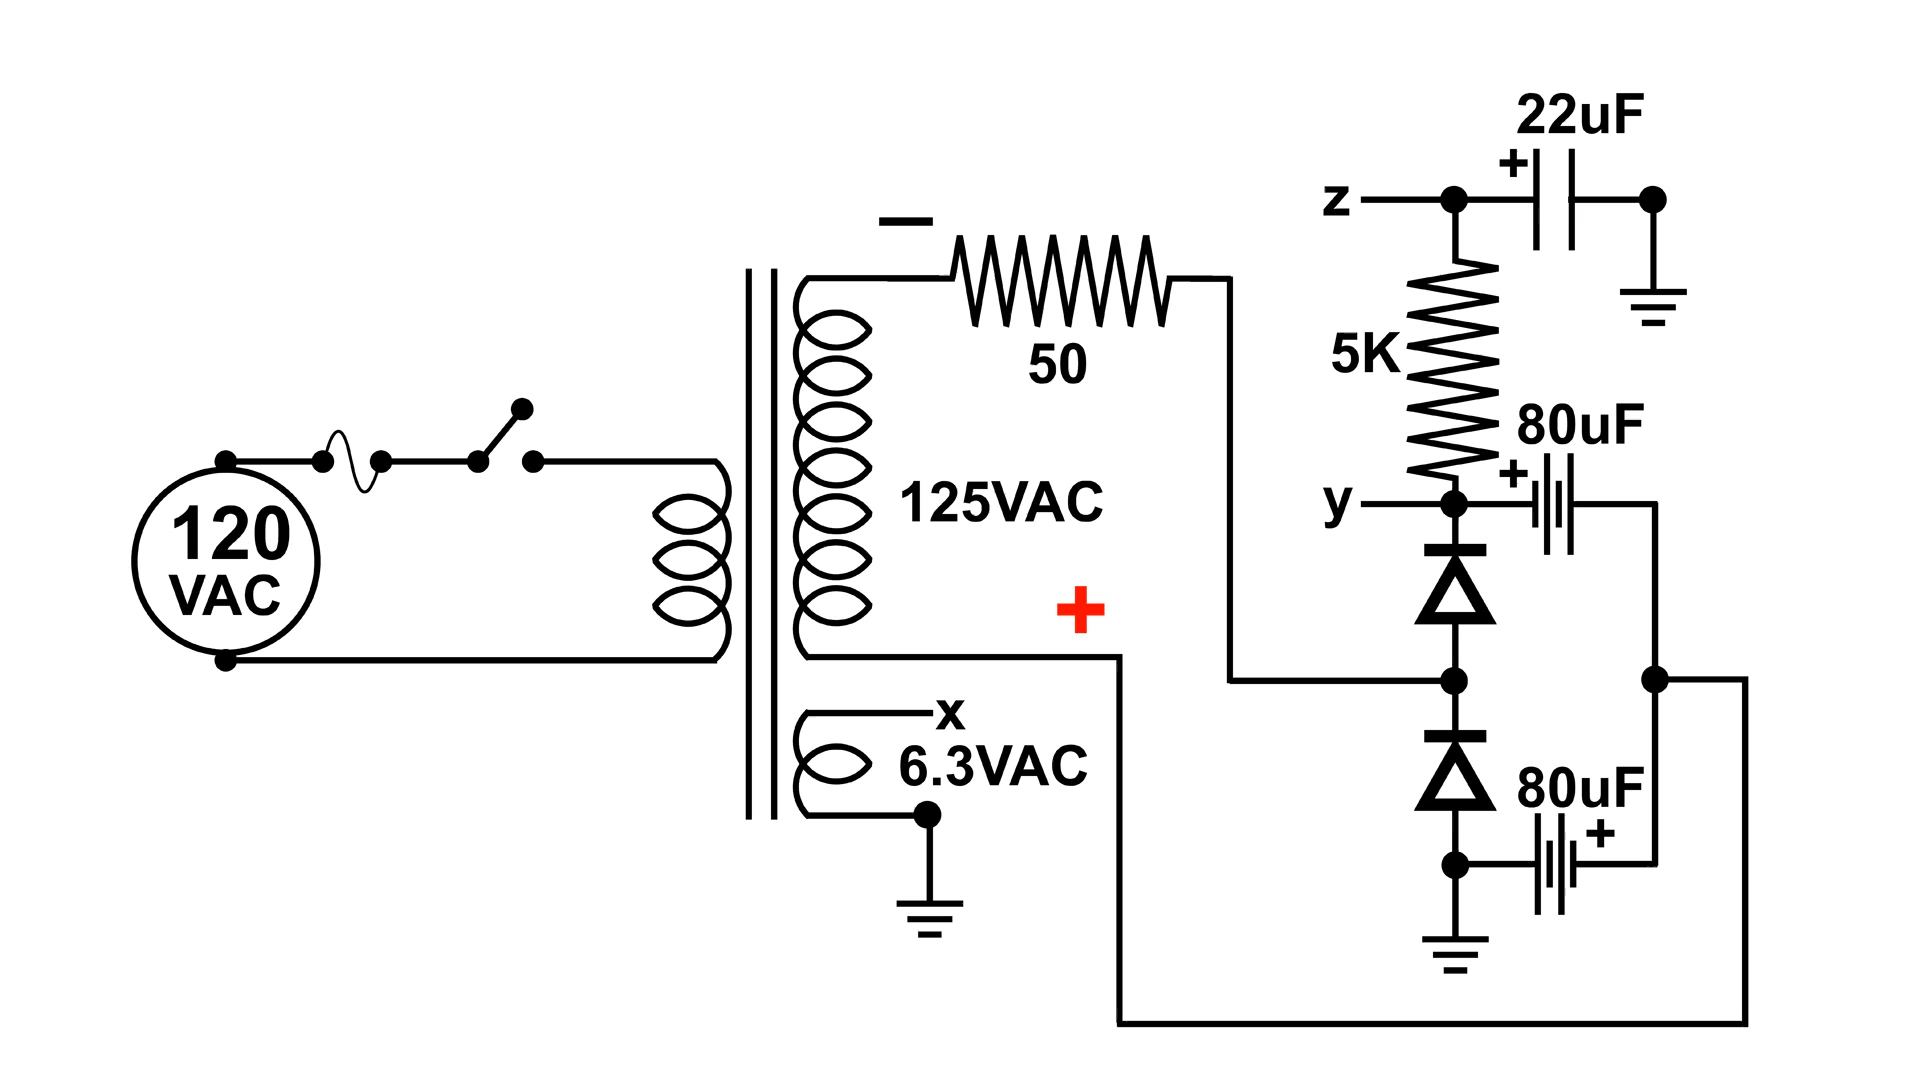 22uF
+
z
−
5K
50
80uF
+
y
125VAC
120
VAC
+
x
6.3VAC
80uF
+